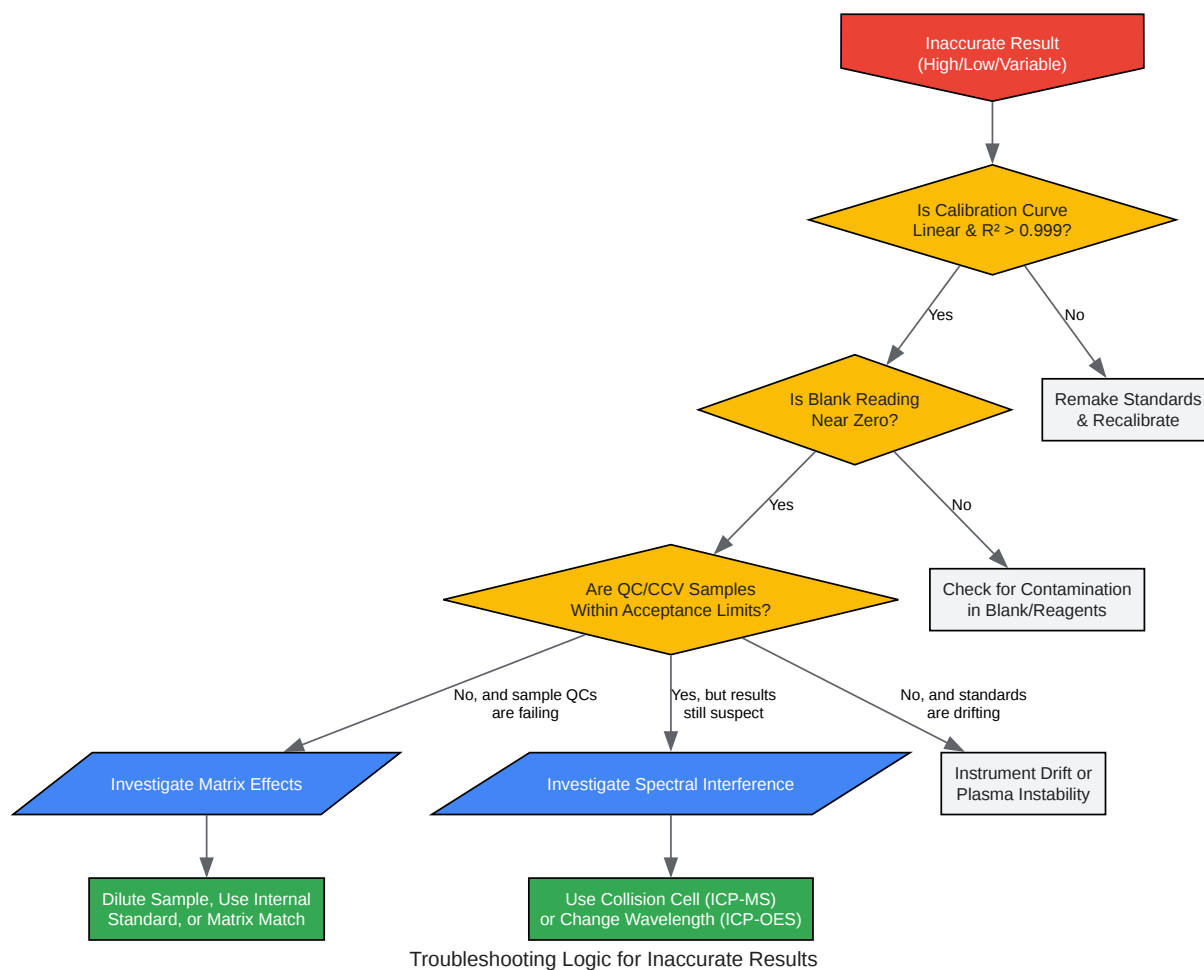 Inaccurate Result
(High/Low/Variable)
Is Calibration Curve
Linear & R² > 0.999?
Yes
No
Is Blank Reading
Near Zero?
Remake Standards
& Recalibrate
Yes
No
Are QC/CCV Samples
Within Acceptance Limits?
Check for Contamination
in Blank/Reagents
No, and sample QCs
are failing
Yes, but results
still suspect
No, and standards
are drifting
Investigate Matrix Effects
Investigate Spectral Interference
Instrument Drift or
Plasma Instability
Dilute Sample, Use Internal
Standard, or Matrix Match
Use Collision Cell (ICP-MS)
or Change Wavelength (ICP-OES)
Troubleshooting Logic for Inaccurate Results